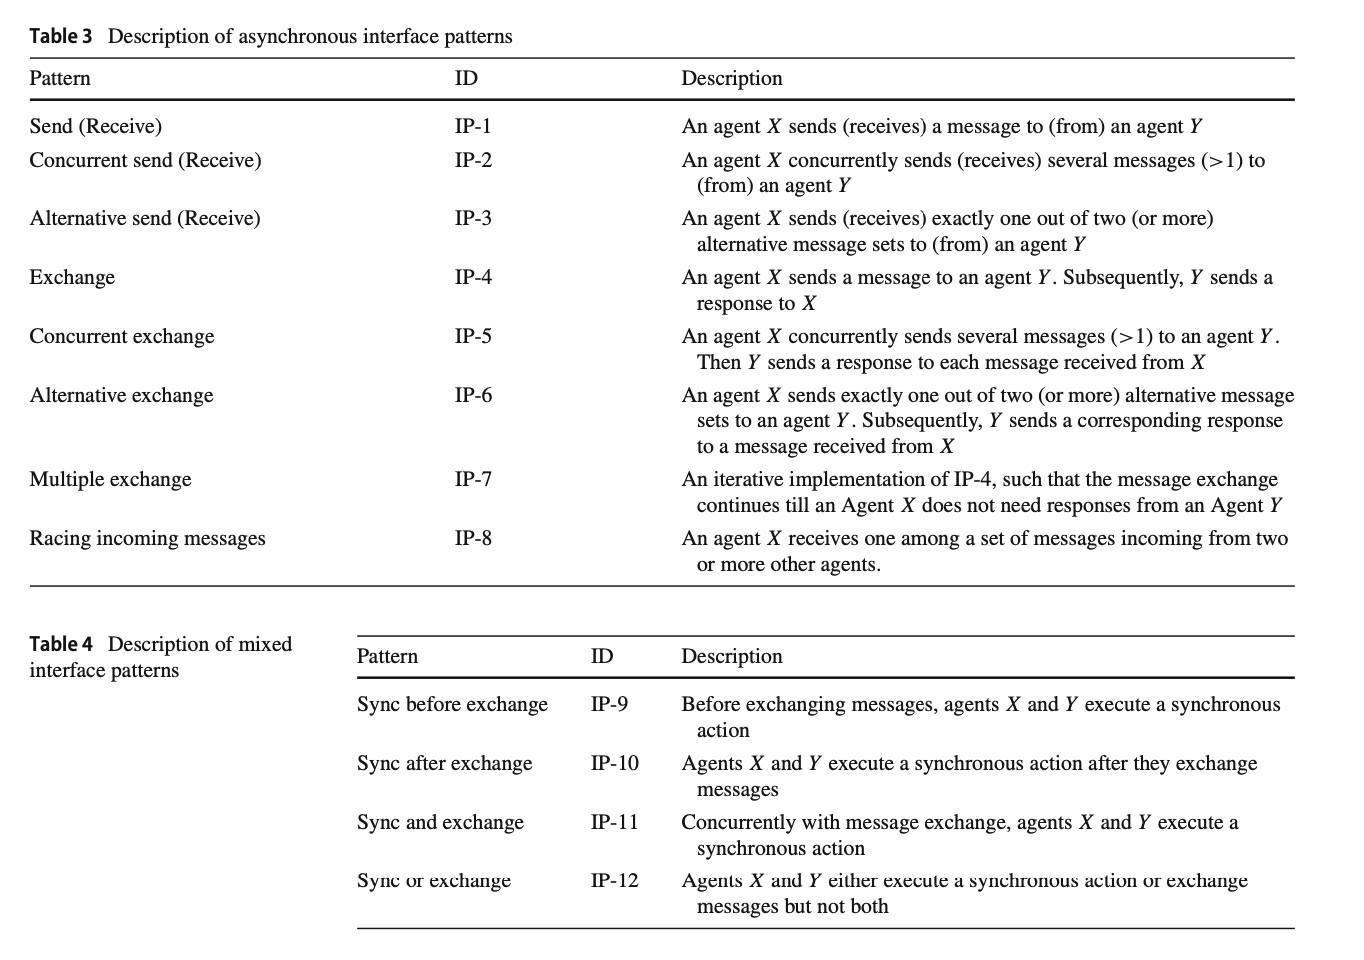 Table 3 Description of asynchronous interface patterns
Pattern ID Description
Send (Receive) IP-1 An agent X sends (receives) a message to (from) an agent Y
Concurrent send (Receive) IP-2 An agent X concurrently sends (receives) several messages (>1) to
(from) an agent Y
Alternative send (Receive) IP-3 An agent X sends (receives) exactly one out of two (or more)
alternative message sets to (from) an agent Y
Exchange IP-4 An agent X sends a message to an agent Y. Subsequently, Y sends a
response to X
Concurrent exchange IP-5 An agent X concurrently sends several messages (>1) to an agent Y.
Then Y sends a response to each message received from X
Alternative exchange IP-6 An agent X sends exactly one out of two (or more) alternative message
sets to an agent Y. Subsequently, Y sends a corresponding response
to a message received from X
Multiple exchange IP-7 An iterative implementation of IP-4, such that the message exchange
continues till an Agent X does not need responses from an Agent Y
Racing incoming messages IP-8 An agent X receives one among a set of messages incoming from two
or more other agents.
Table 4 Description of mixed
interface patterns
Pattern ID Description
Sync before exchange IP-9 Before exchanging messages, agents X and Y execute a synchronous
action
Sync after exchange IP-10 Agents X and Y execute a synchronous action after they exchange
messages
Sync and exchange IP-11 Concurrently with message exchange, agents X and Y execute a
synchronous action
Sync or exchange IP-12 Agents X and Y either execute a synchronous action or exchange
messages but not both